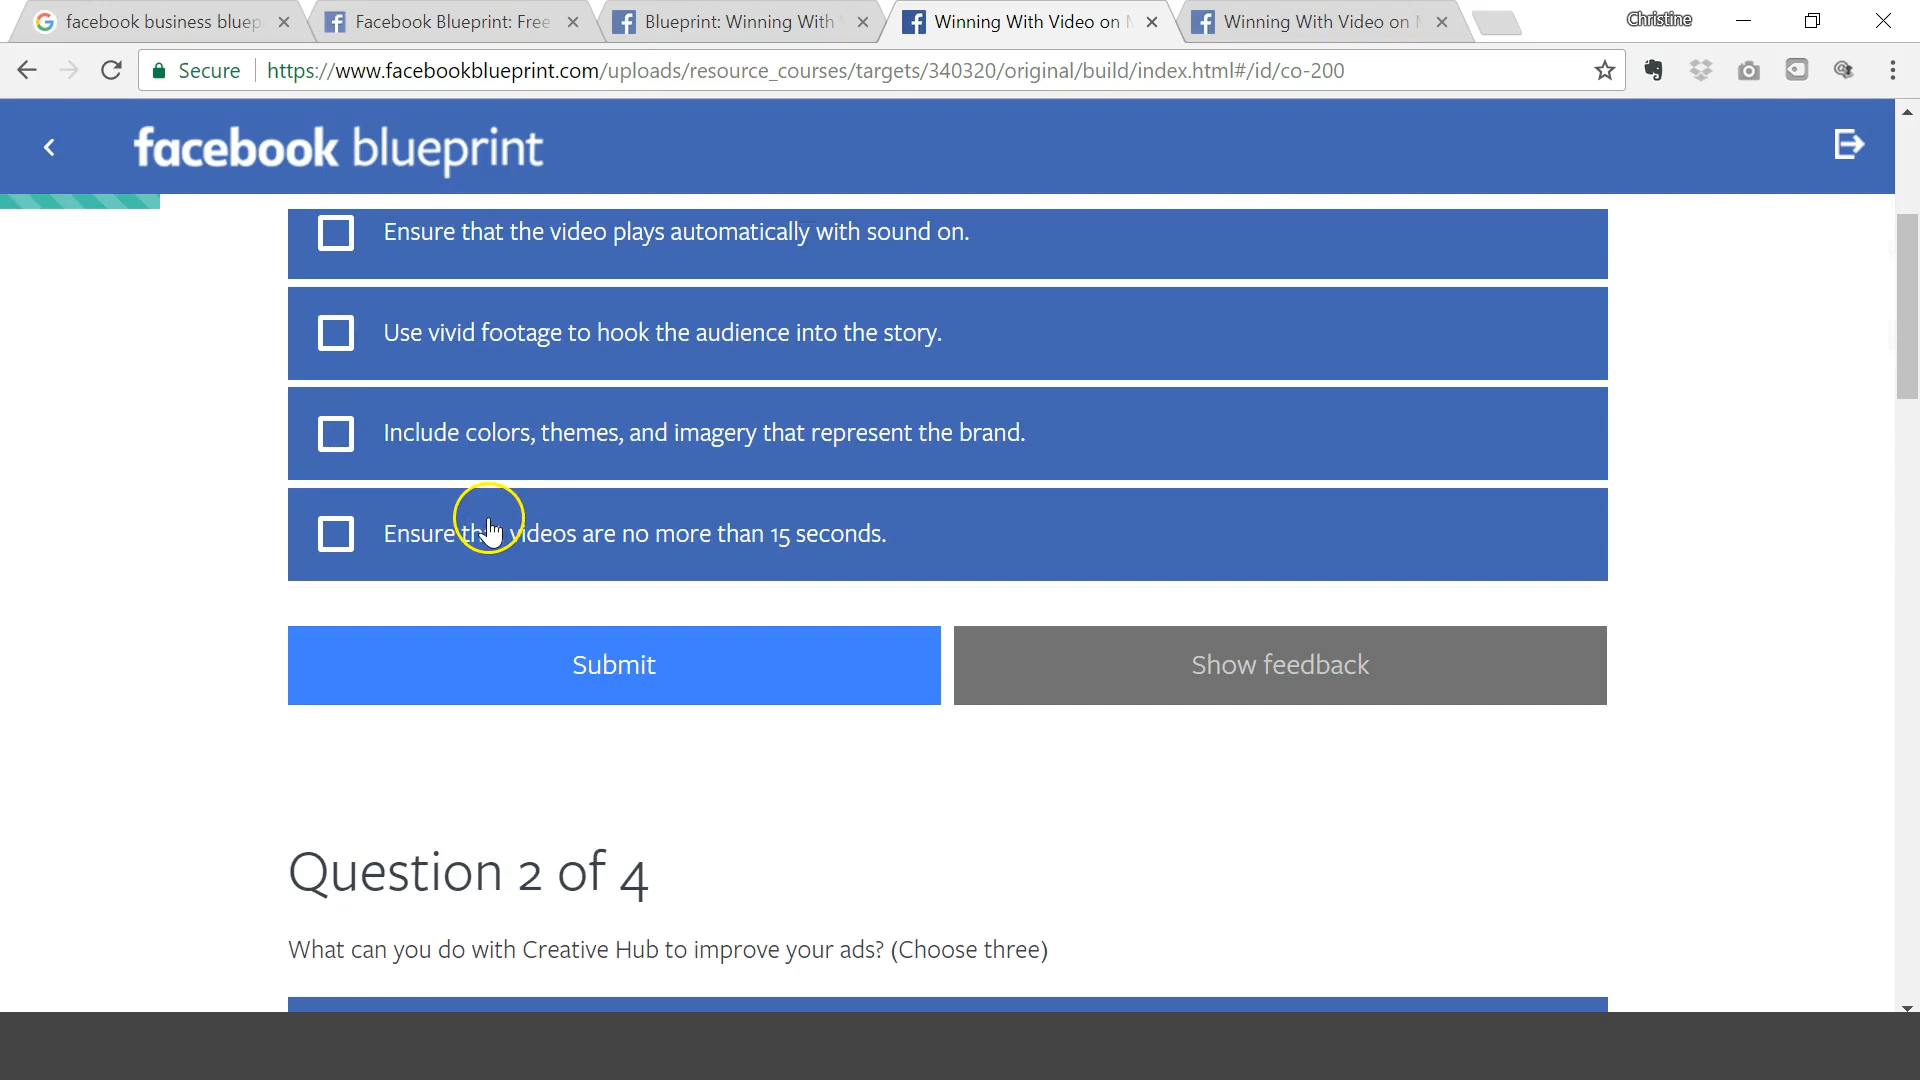 facebook business bluep
Facebook Blueprint: Free
Blueprint: Winning With
Winning With Video on
Winning With Video on
Christine
Secure
https://www.facebookblueprint.com/uploads/resource_courses/targets/340320/original/build/index.html#/id/co-200
facebook blueprint
Ensure that the video plays automatically with sound on.
Use vivid footage to hook the audience into the story.
Include colors, themes, and imagery that represent the brand.
Ensure that videos are no more than 15 seconds.
Submit
Show feedback
Question 2 of 4
What can you do with Creative Hub to improve your ads? (Choose three)